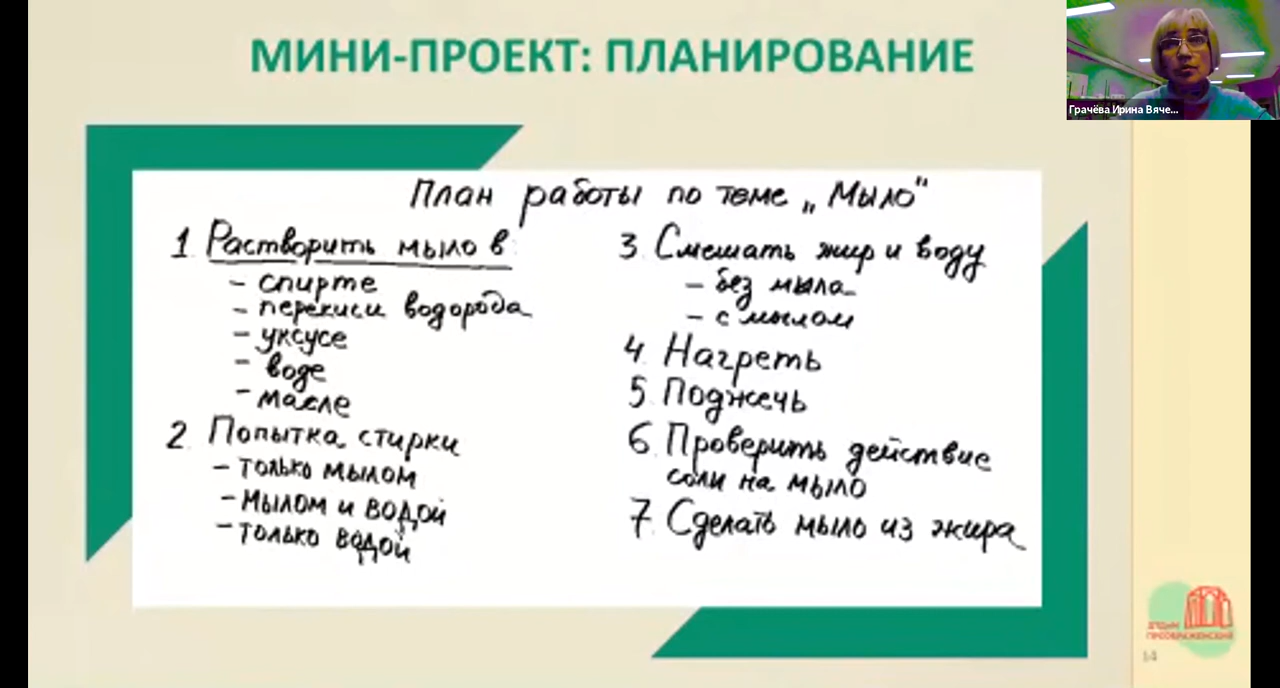 МИНИ-ПРОЕКТ: ПЛАНИРОВАНИЕ
Грачёва Ирина Вяче...
План работы по теме „Мыло"
1. Растворить мыло в:
- спирте
- перекиси водорода
- уксусе
- воде
- масле
2. Попытка стирки
- только мылом
- мылом и водой
- только водой
3. Смешать жир и воду
- без мыла
- с мылом
4. Нагреть
5. Поджечь
6. Проверить действие
соли на мыло
7. Сделать мыло из жира
ПРЕОБРАЖЕНСКИЙ
14